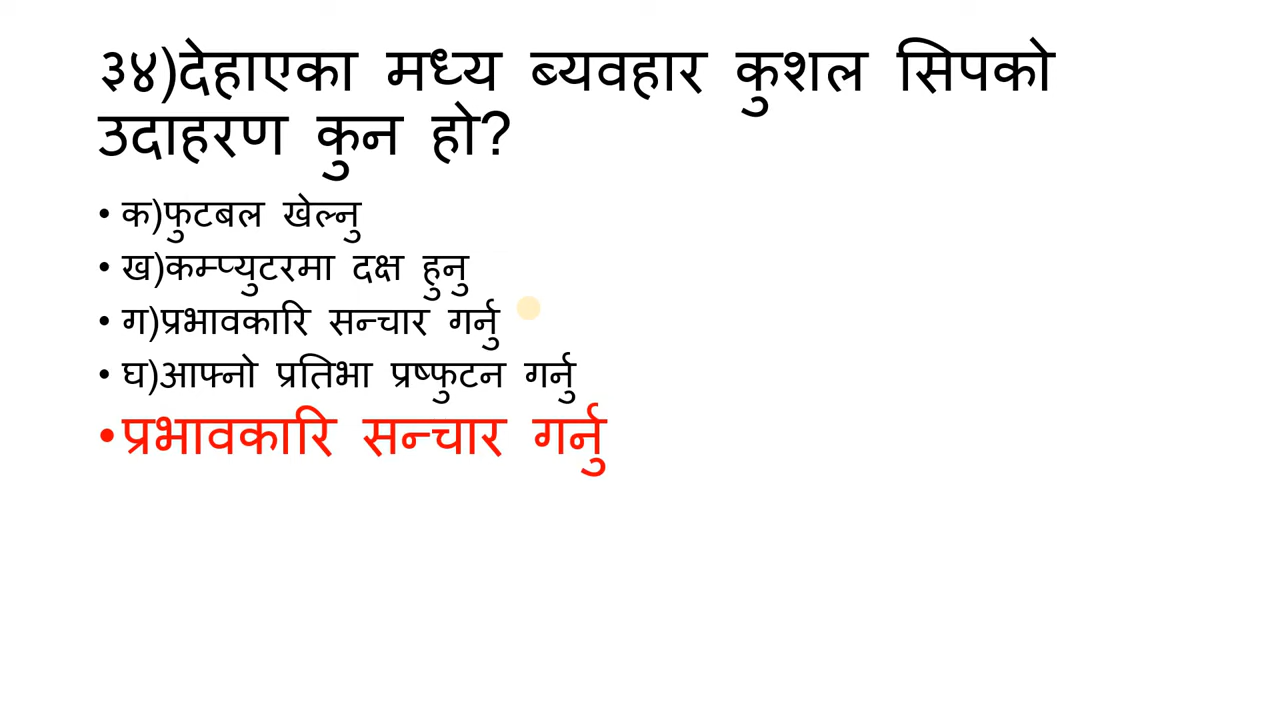 ३४)देहाएका मध्य ब्यवहार कुशल सिपको
उदाहरण कुन हो?
• क)फुटबल खेल्नु
• ख)कम्प्युटरमा दक्ष हुनु
• ग)प्रभावकारि सन्चार गर्नु
• घ)आफ्नो प्रतिभा प्रष्फुटन गर्नु
•प्रभावकारि सन्चार गर्नु